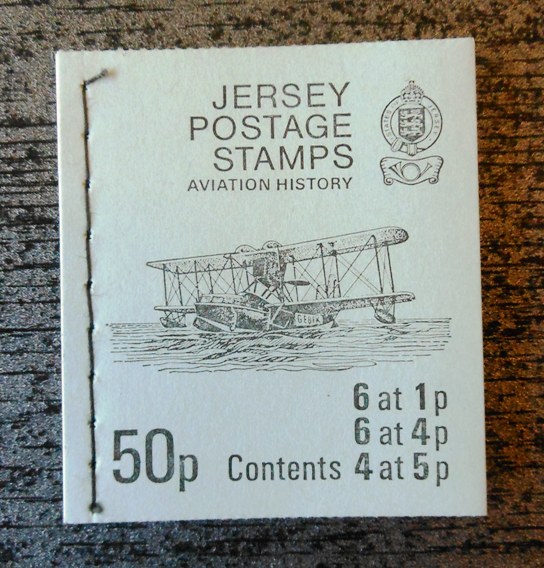 JERSEY
POSTAGE
STAMPS
AVIATION HISTORY
6 at 1p
6 at 4p
50p Contents 4 at 5p